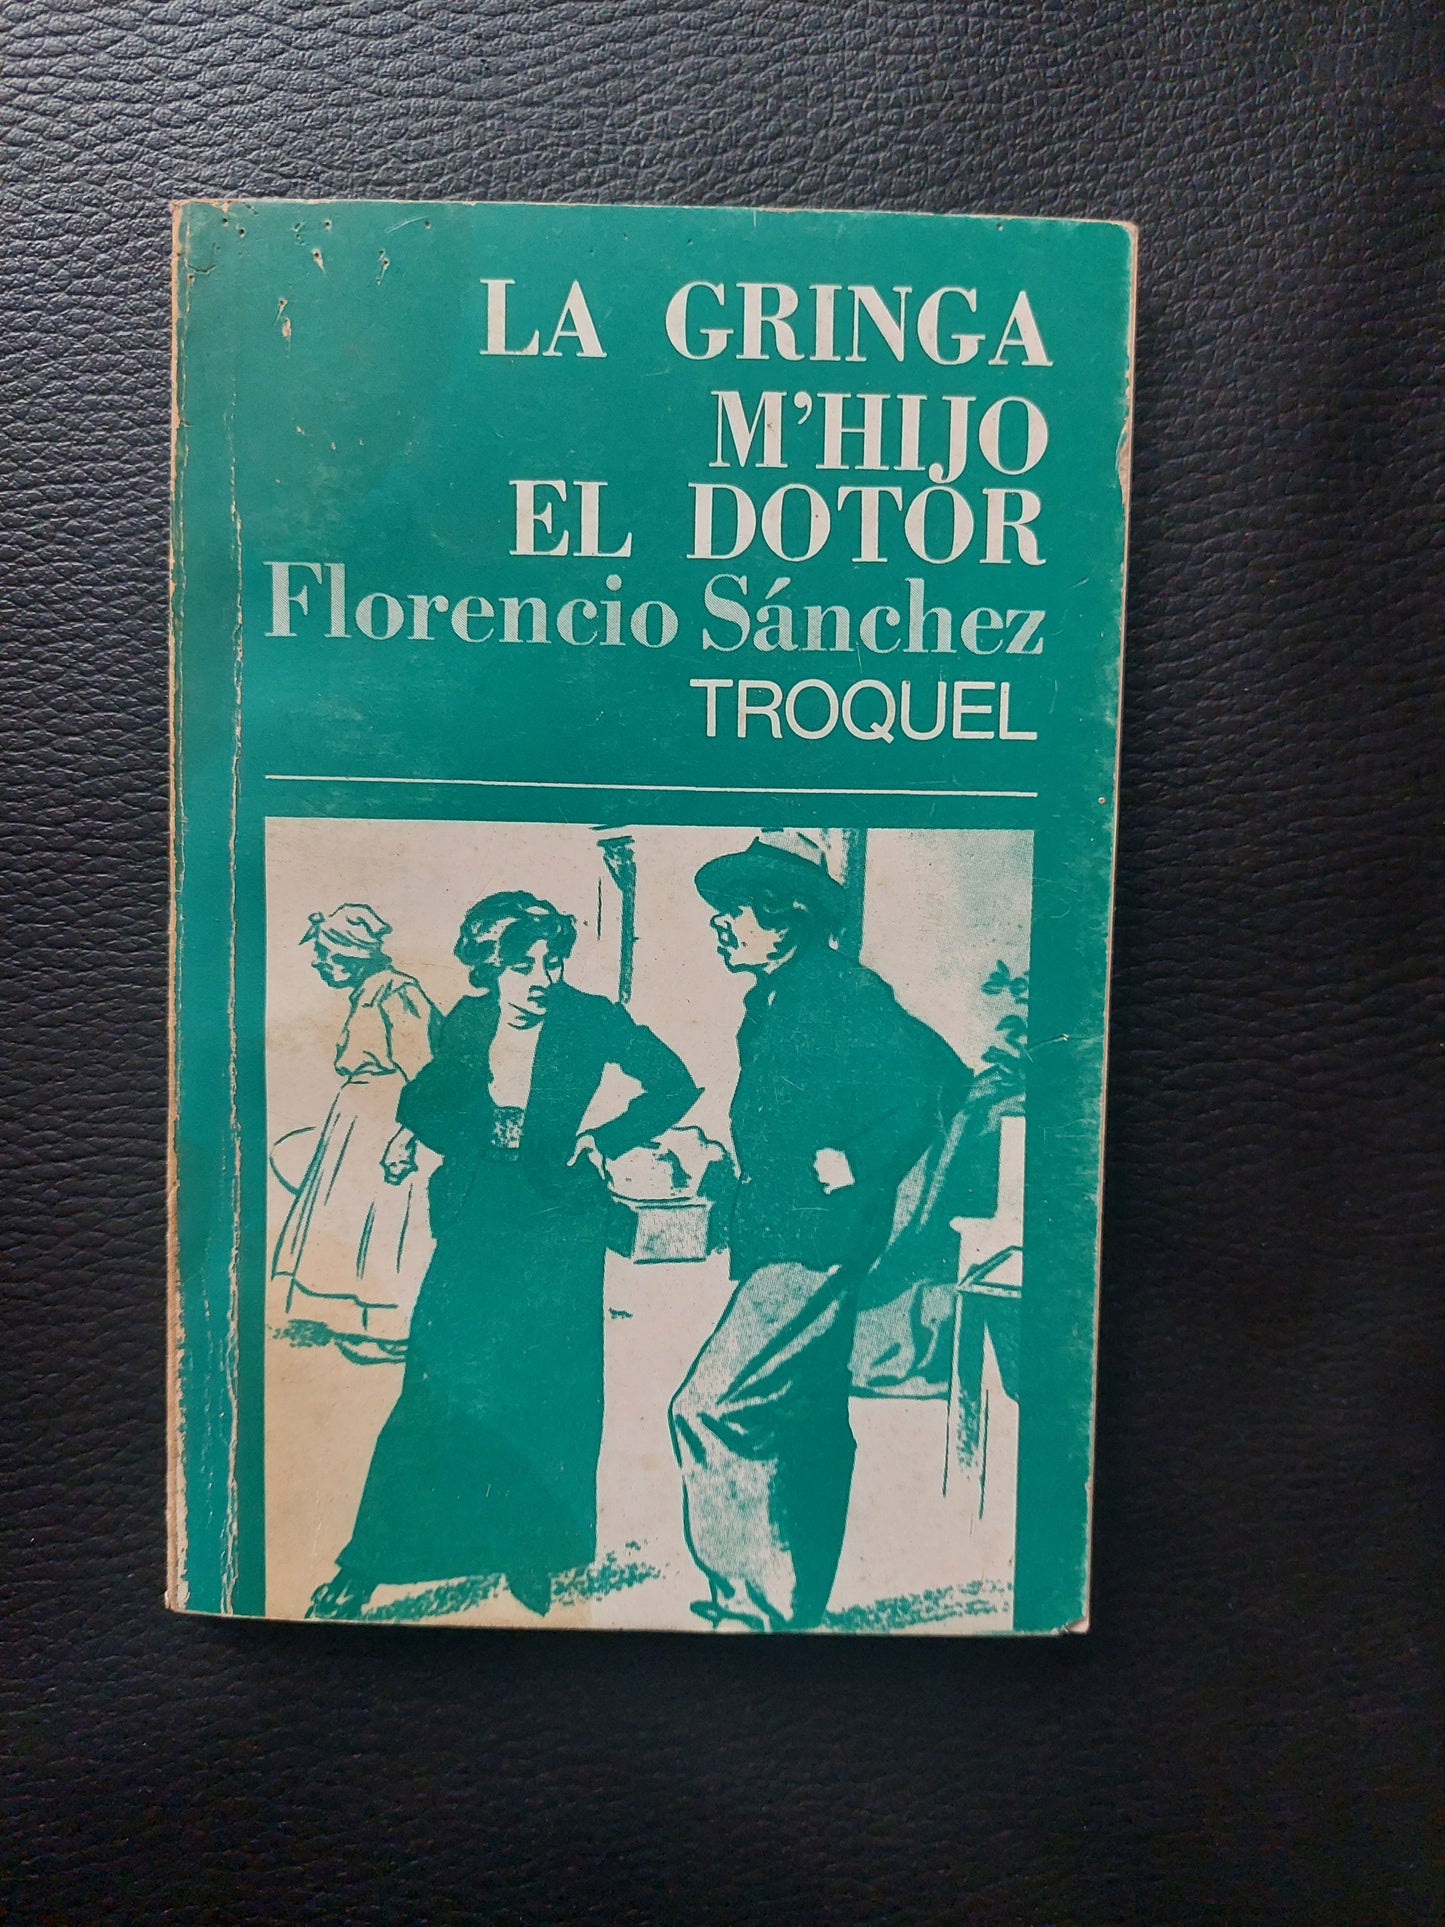 LA GRINGA
M'HIJO
EL DOTOR
Florencio Sánchez
TROQUEL